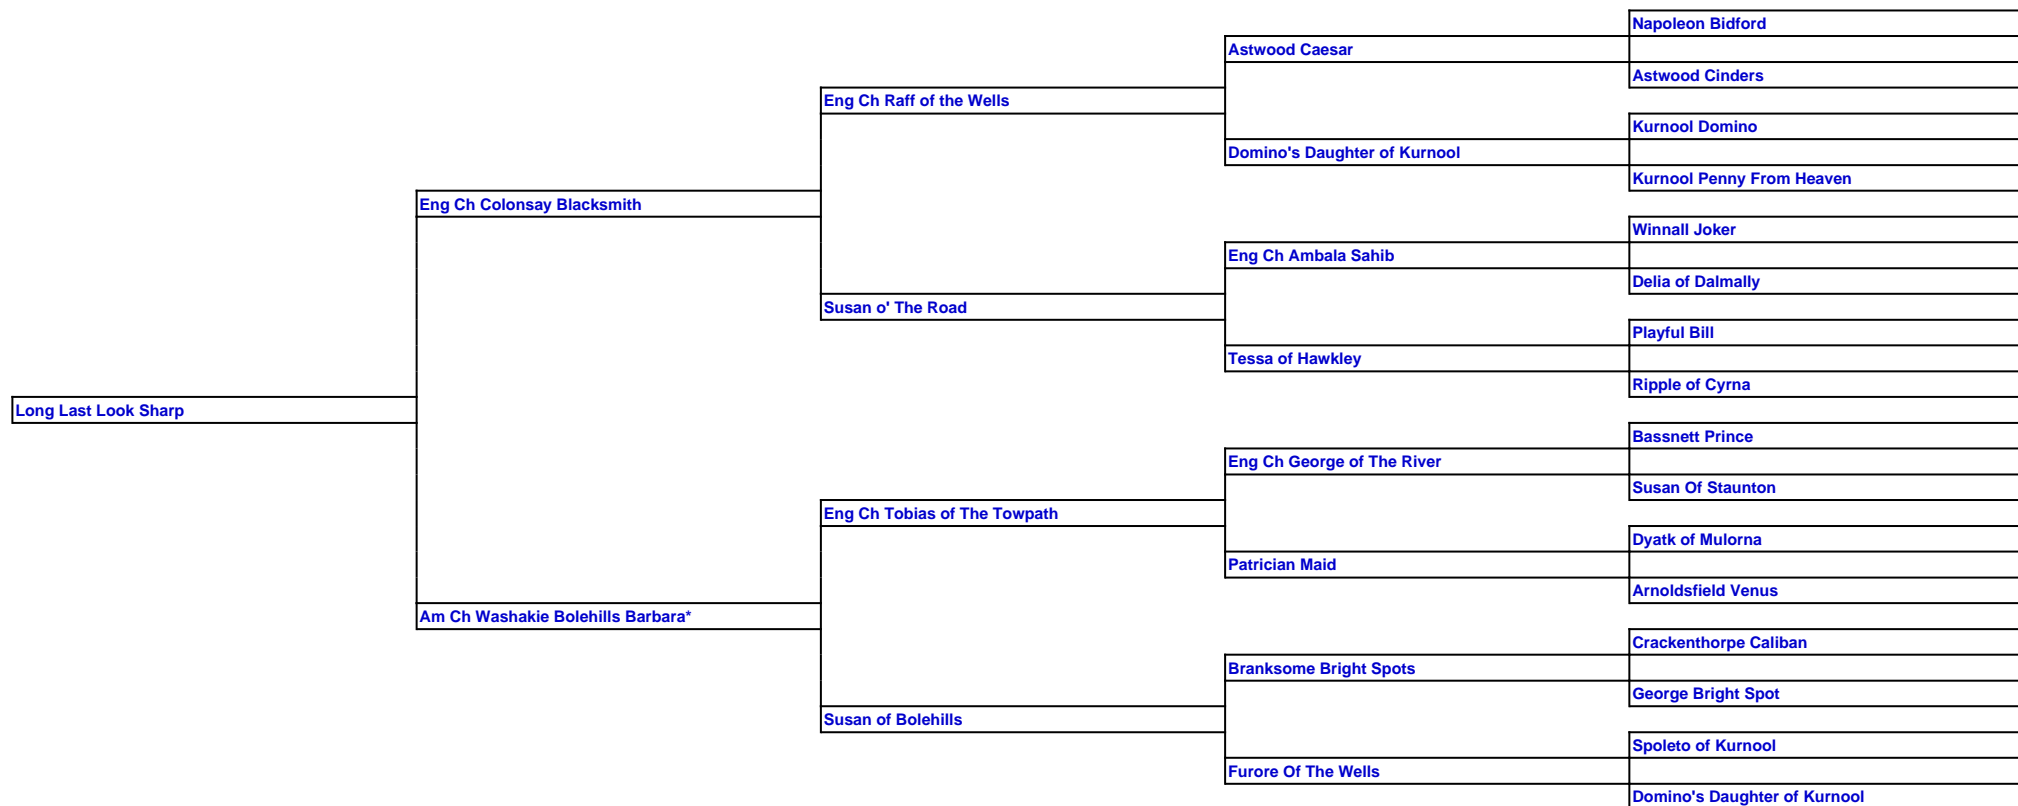 Napoleon Bidford
Astwood Caesar
Astwood Cinders
Eng Ch Raff of the Wells
Kurnool Domino
Domino's Daughter of Kurnool
Kurnool Penny From Heaven
Eng Ch Colonsay Blacksmith
Winnall Joker
Eng Ch Ambala Sahib
Delia of Dalmally
Susan o' The Road
Playful Bill
Tessa of Hawkley
Ripple of Cyrna
Long Last Look Sharp
Bassnett Prince
Eng Ch George of The River
Susan Of Staunton
Eng Ch Tobias of The Towpath
Dyatk of Mulorna
Patrician Maid
Arnoldsfield Venus
Am Ch Washakie Bolehills Barbara*
Crackenthorpe Caliban
Branksome Bright Spots
George Bright Spot
Susan of Bolehills
Spoleto of Kurnool
Furore Of The Wells
Domino's Daughter of Kurnool